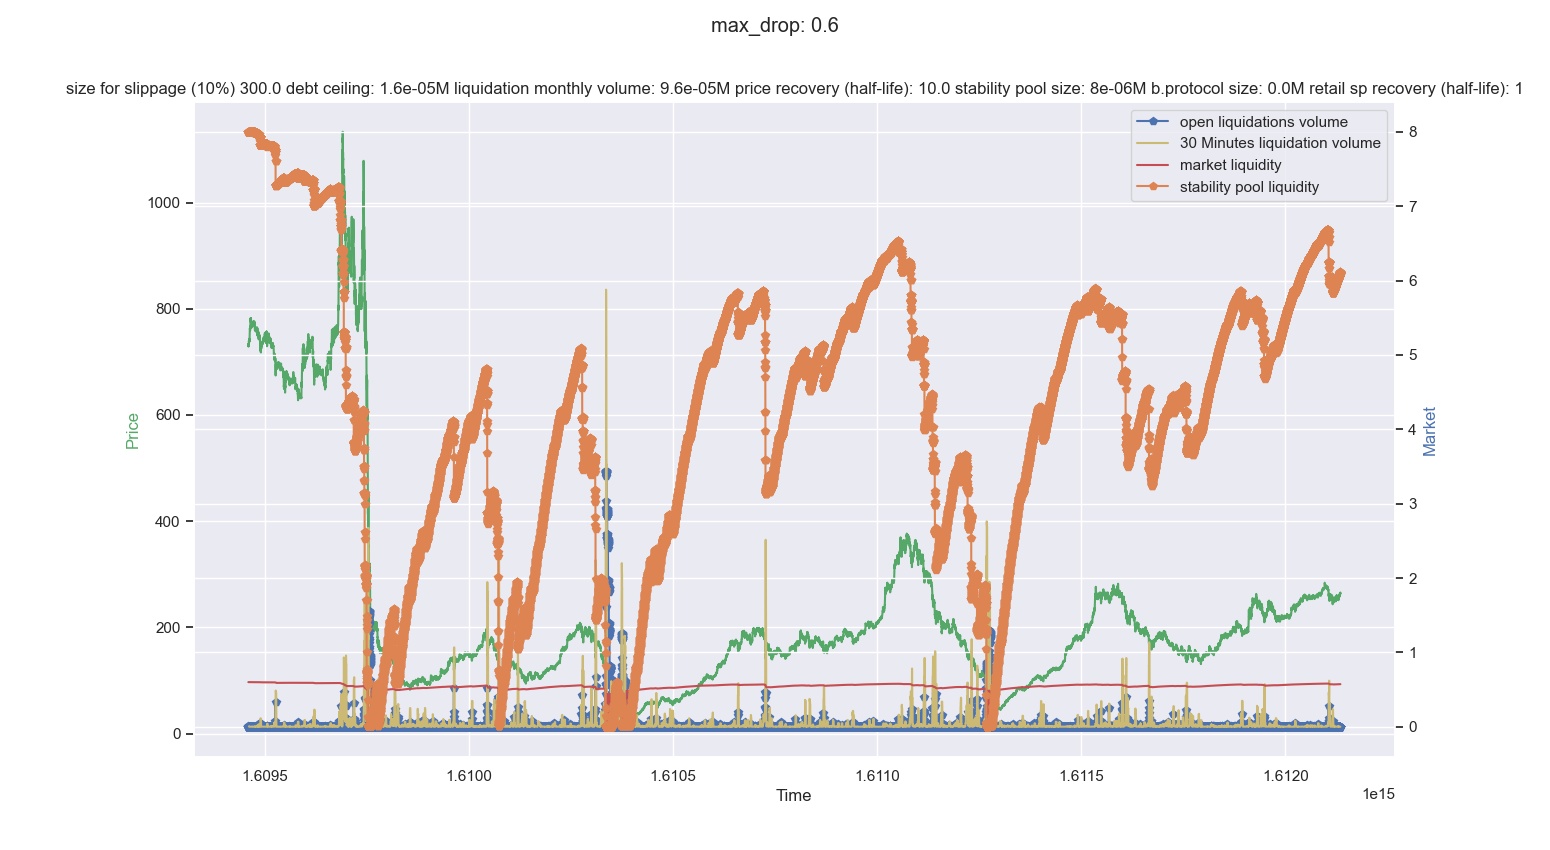 max_drop: 0.6
size for slippage (10%) 300.0 debt ceiling: 1.6e-05M liquidation monthly volume: 9.6e-05M price recovery (half-life): 10.0 stability pool size: 8e-06M b.protocol size: 0.0M retail sp recovery (half-life): 1
open liquidations volume
30 Minutes liquidation volume
market liquidity
stability pool liquidity
Price
1000
800
600
400
200
0
8
7
6
5
4
3
2
1
0
Market
1.6095 1.6100 1.6105 1.6110 1.6115 1.6120
1e15
Time